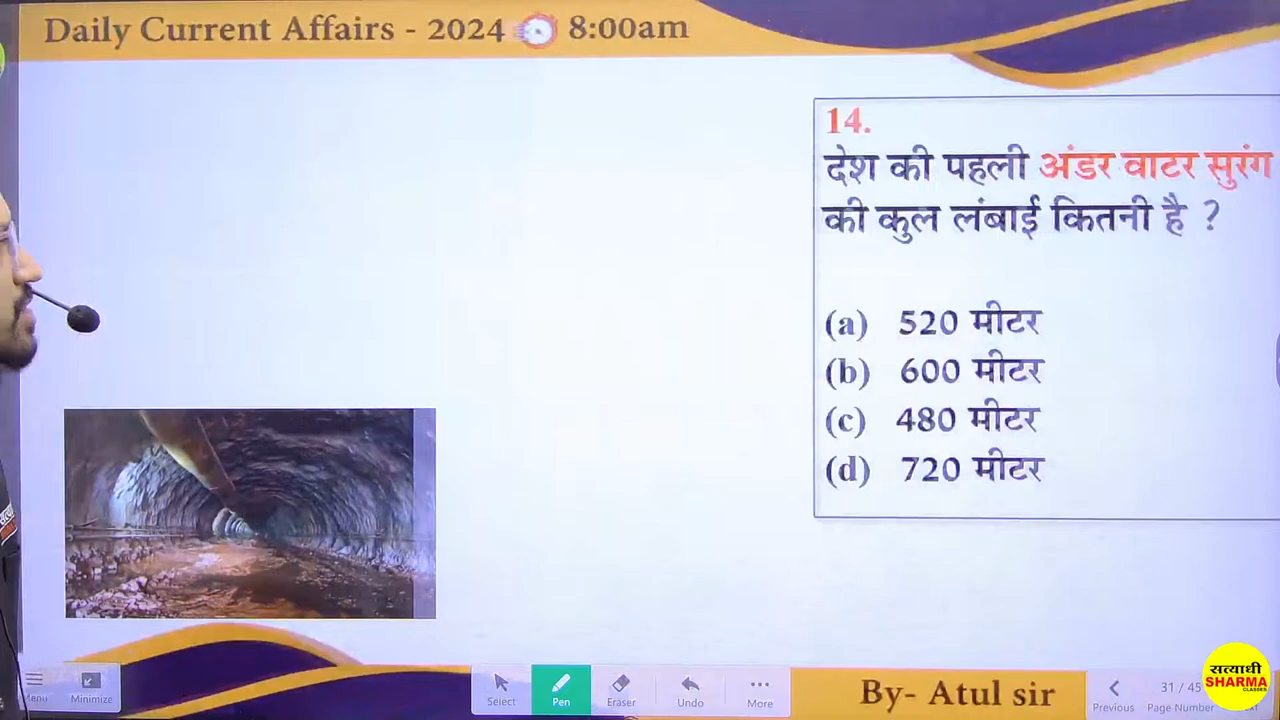 Daily Current Affairs - 2024 8:00am
14.
देश की पहली अंडर वाटर सुरंग
की कुल लंबाई कितनी है ?
(a) 520 मीटर
(b) 600 मीटर
(c) 480 मीटर
(d) 720 मीटर
Minimize
Select
Pen
Eraser
Undo
More
By- Atul sir
Previous
31 / 45
Page Number
सत्याधी
SHARMA
CLASSES